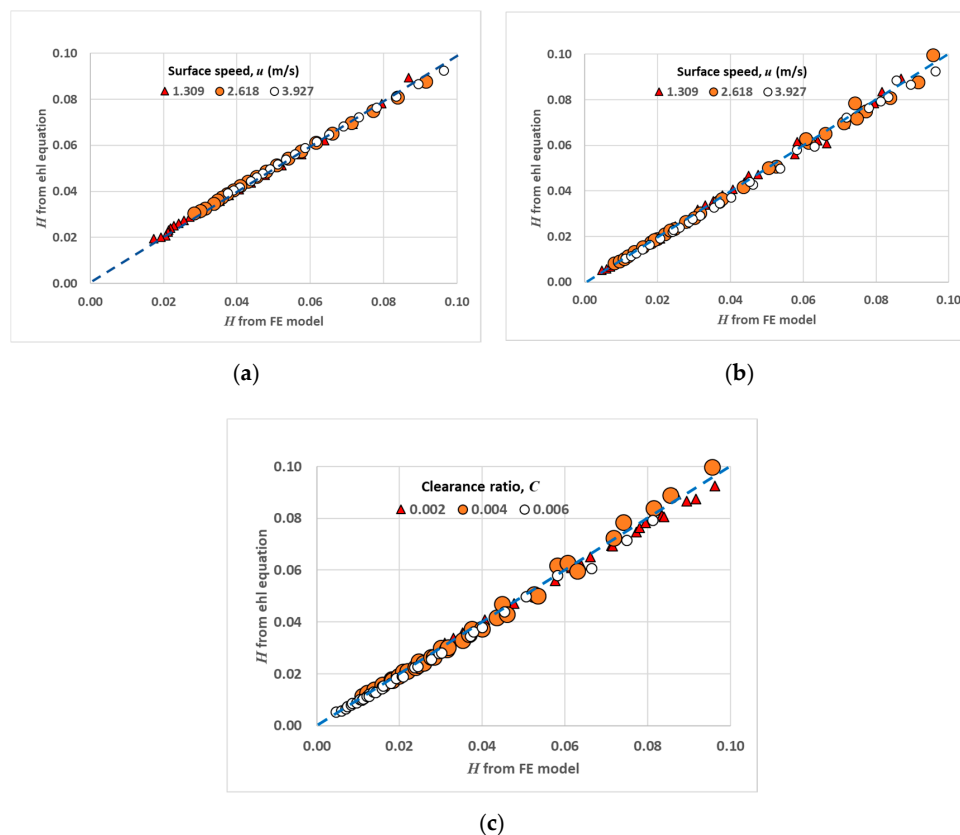 0.10
0.08
0.06
0.04
0.02
0.00
H from ehl equation
Surface speed, u (m/s)
1.309 2.618 3.927
0.00 0.02 0.04 0.06 0.08 0.10
H from FE model
(a)
0.10
0.08
0.06
0.04
0.02
0.00
H from ehl equation
Surface speed, u (m/s)
1.309 2.618 3.927
0.00 0.02 0.04 0.06 0.08 0.10
H from FE model
(b)
0.10
0.08
0.06
0.04
0.02
0.00
H from ehl equation
Clearance ratio, C
0.002 0.004 0.006
0.00 0.02 0.04 0.06 0.08 0.10
H from FE model
(c)